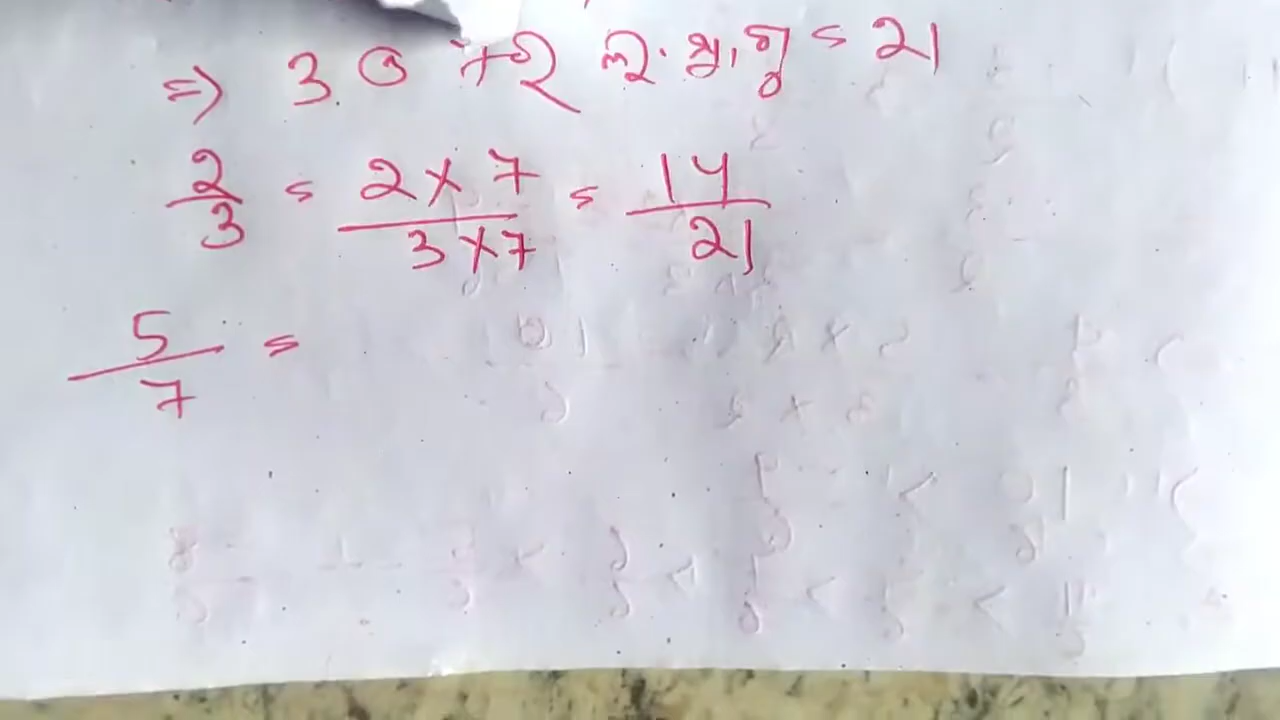 ⇒ 3 ও 7 এর ল.সা.গু = 21
2/3 = 2×7/3×7 = 14/21
5/7 =